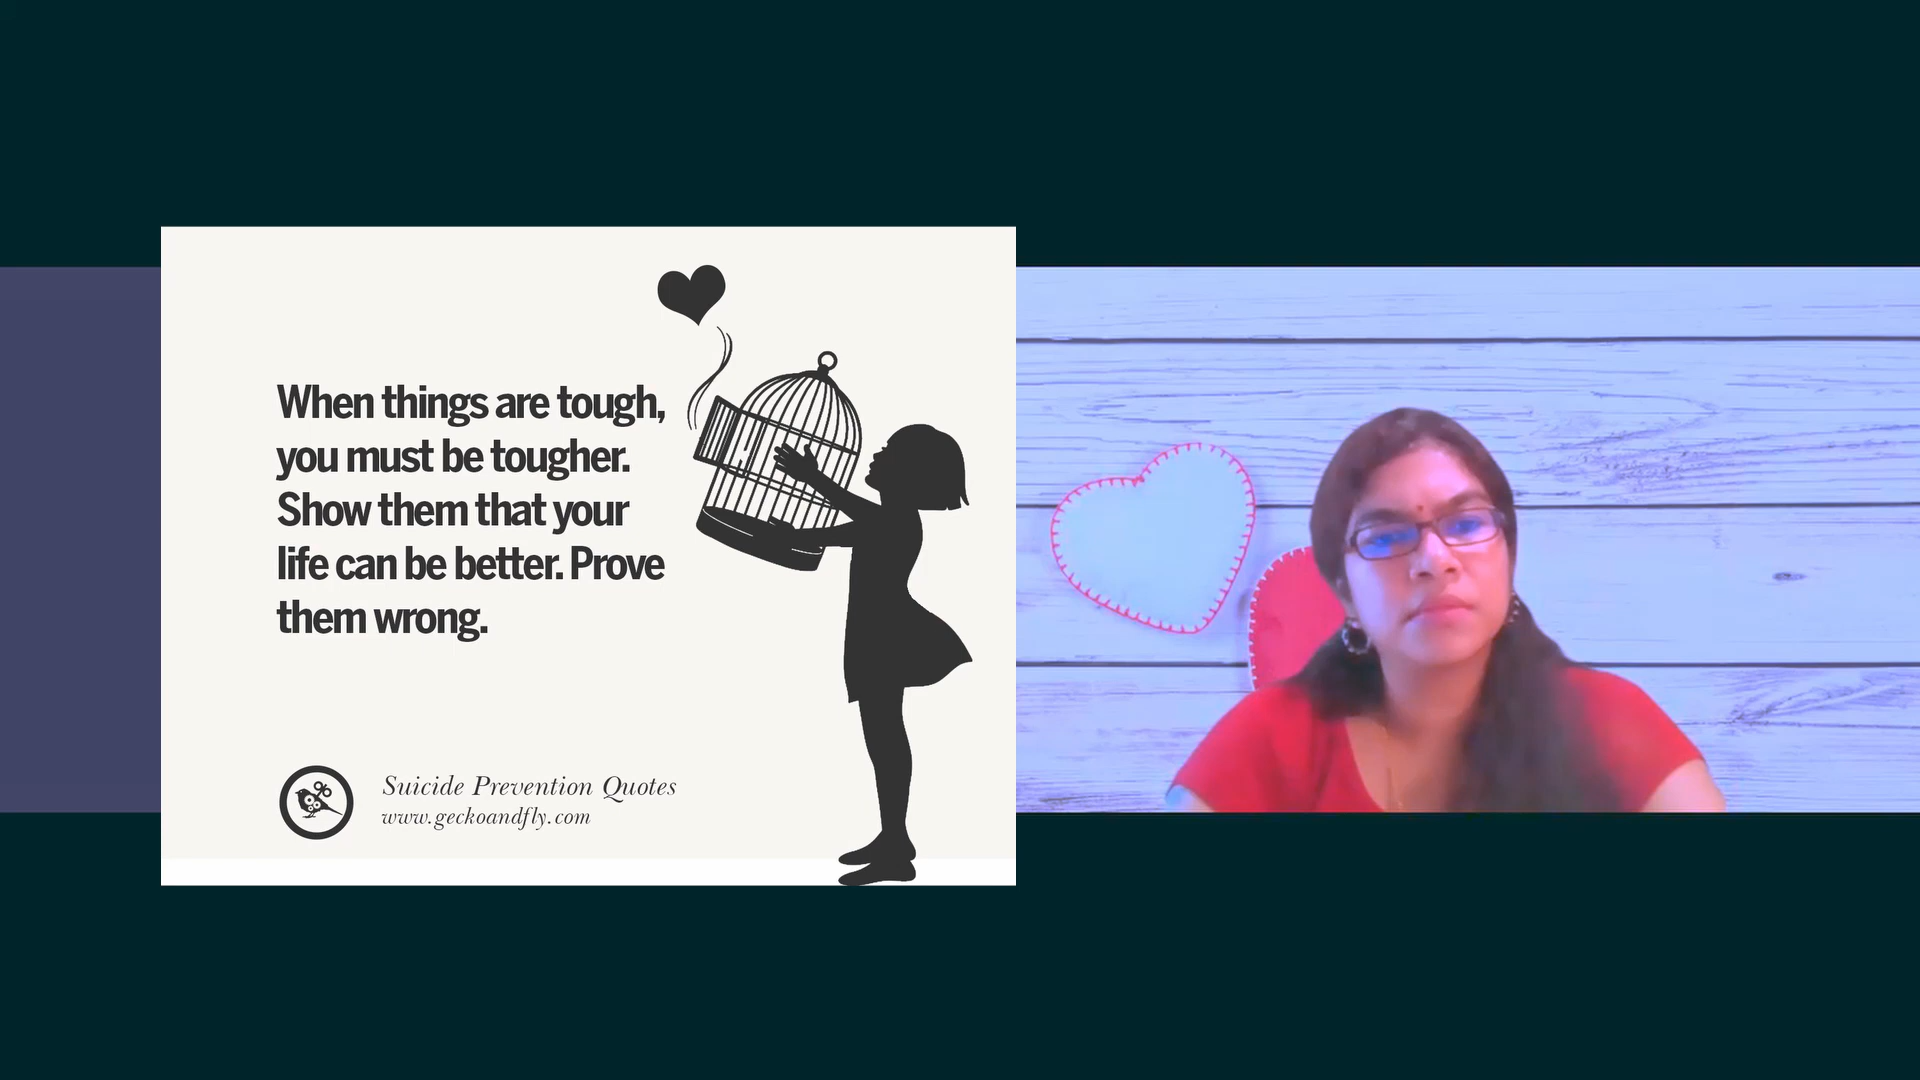 When things are tough,
you must be tougher.
Show them that your
life can be better. Prove
them wrong.
Suicide Prevention Quotes
www.geckoandfly.com